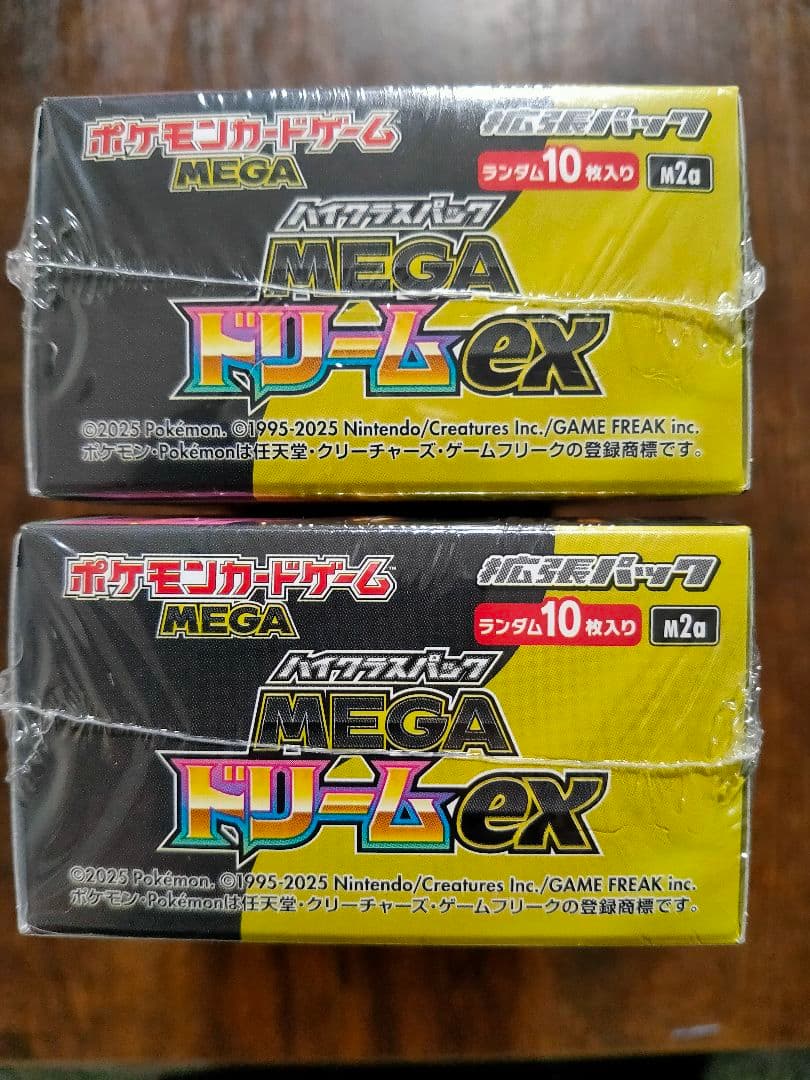 ポケモンカードゲーム 拡張パック
MEGA ランダム10枚入り M2a
ハイクラスパック
MEGA
ドリームex
©2025 Pokémon. ©1995-2025 Nintendo/Creatures Inc./GAME FREAK inc.
ポケモン・Pokémonは任天堂・クリーチャーズ・ゲームフリークの登録商標です。
ポケモンカードゲーム™ 拡張パック
MEGA ランダム10枚入り M2a
ハイクラスパック
MEGA
ドリームex
©2025 Pokémon. ©1995-2025 Nintendo/Creatures Inc./GAME FREAK inc.
ポケモン・Pokémonは任天堂・クリーチャーズ・ゲームフリークの登録商標です。